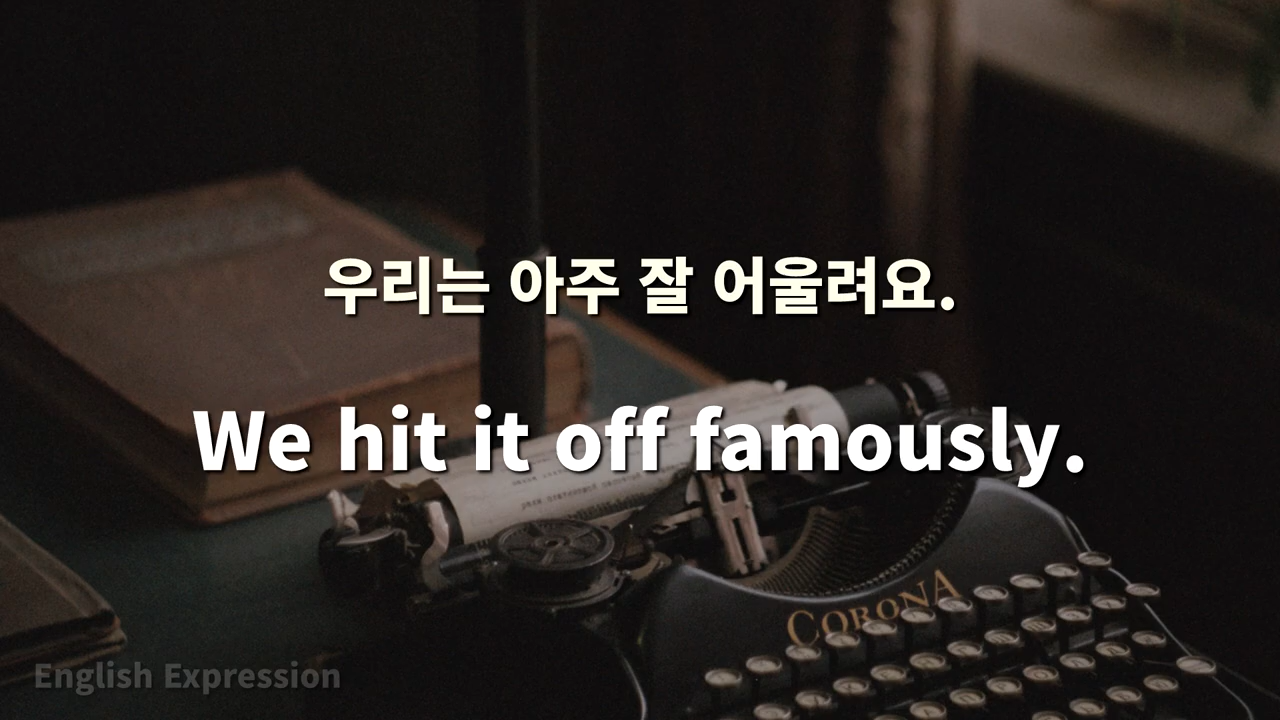 우리는 아주 잘 어울려요.
We hit it off famously.
CORONA
English Expression